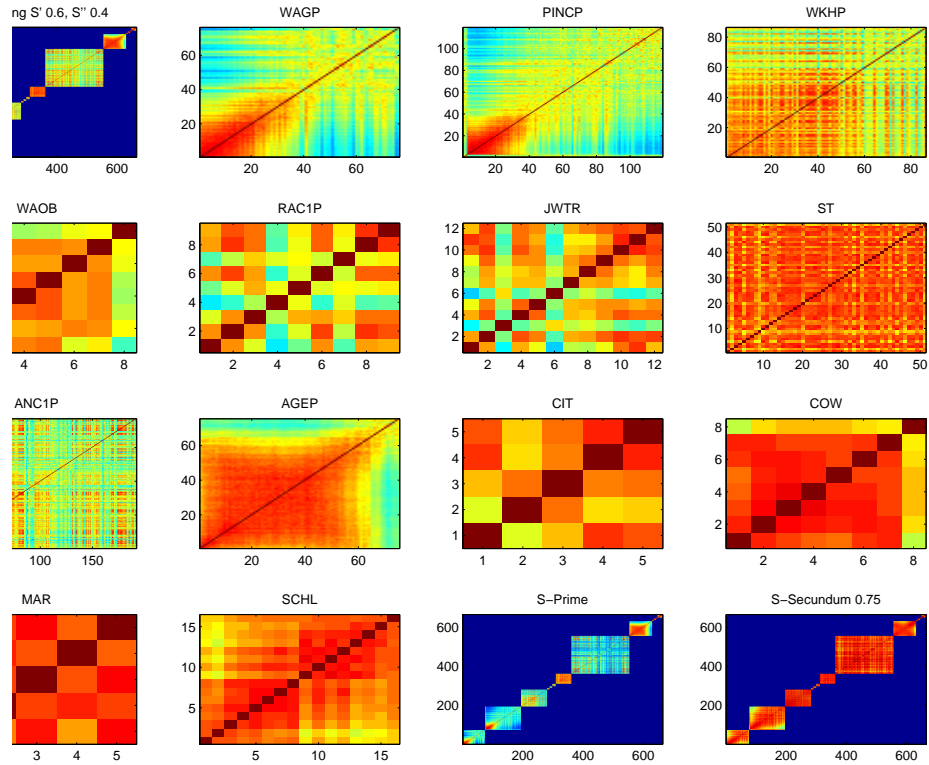 ng S' 0.6, S'' 0.4
WAGP
PINCP
WKHP
400 600
60
40
20
20 40 60
100
80
60
40
20
20 40 60 80 100
80
60
40
20
20 40 60 80
WAOB
RAC1P
JWTR
ST
4 6 8
8
6
4
2
2 4 6 8
12
10
8
6
4
2
2 4 6 8 10 12
50
40
30
20
10
10 20 30 40 50
ANC1P
AGEP
CIT
COW
100 150
60
40
20
20 40 60
5
4
3
2
1
1 2 3 4 5
8
6
4
2
2 4 6 8
MAR
SCHL
S−Prime
S−Secundum 0.75
3 4 5
15
10
5
5 10 15
600
400
200
200 400 600
600
400
200
200 400 600